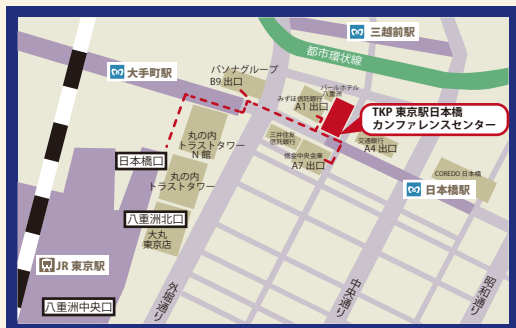 三越前駅
都市環状線
大手町駅
パソナグループ
B9 出口
パールホテル
八重洲
みずほ信託銀行
A1 出口
TKP 東京駅日本橋
カンファレンスセンター
丸の内
トラストタワー
N 館
三井住友
信託銀行
交通銀行
A4 出口
信金中央金庫
A7 出口
日本橋口
COREDO 日本橋
丸の内
トラストタワー
日本橋駅
八重洲北口
大丸
東京店
JR 東京駅
外堀通り
中央通り
昭和通り
八重洲中央口